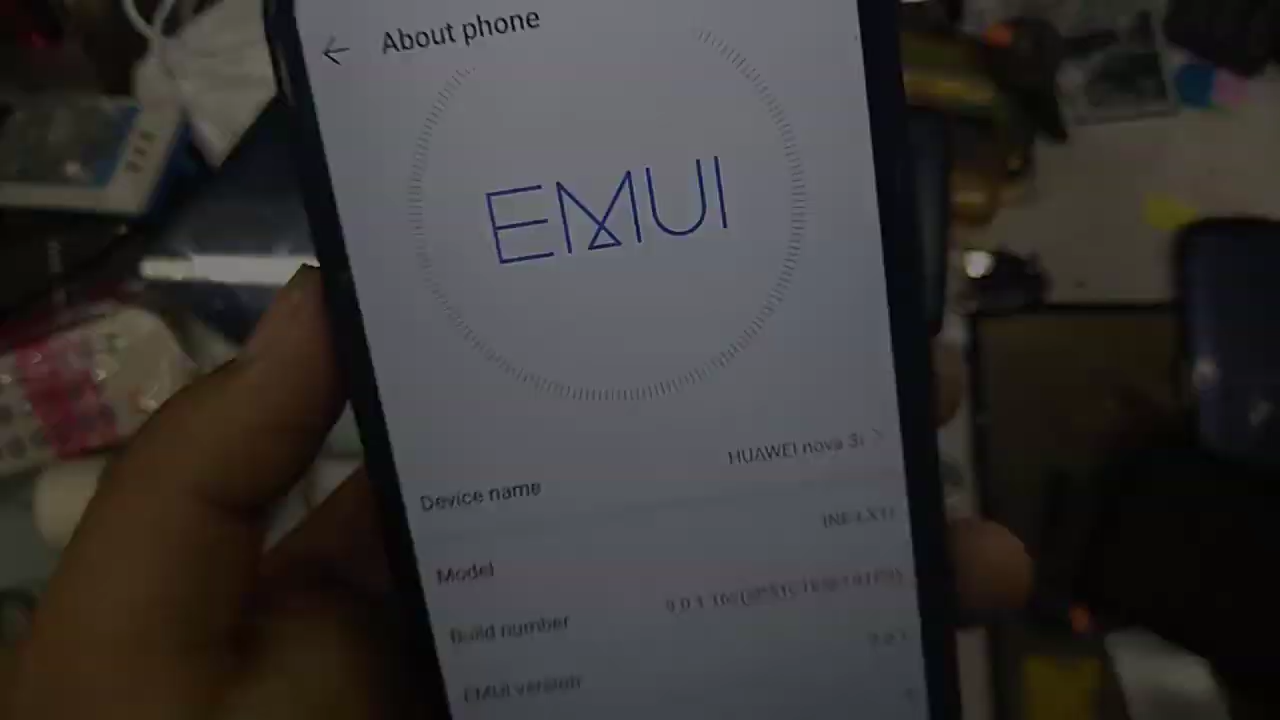 About phone
EMUI
HUAWEI nova 3i
Device name
Model
Build number
EMUI version